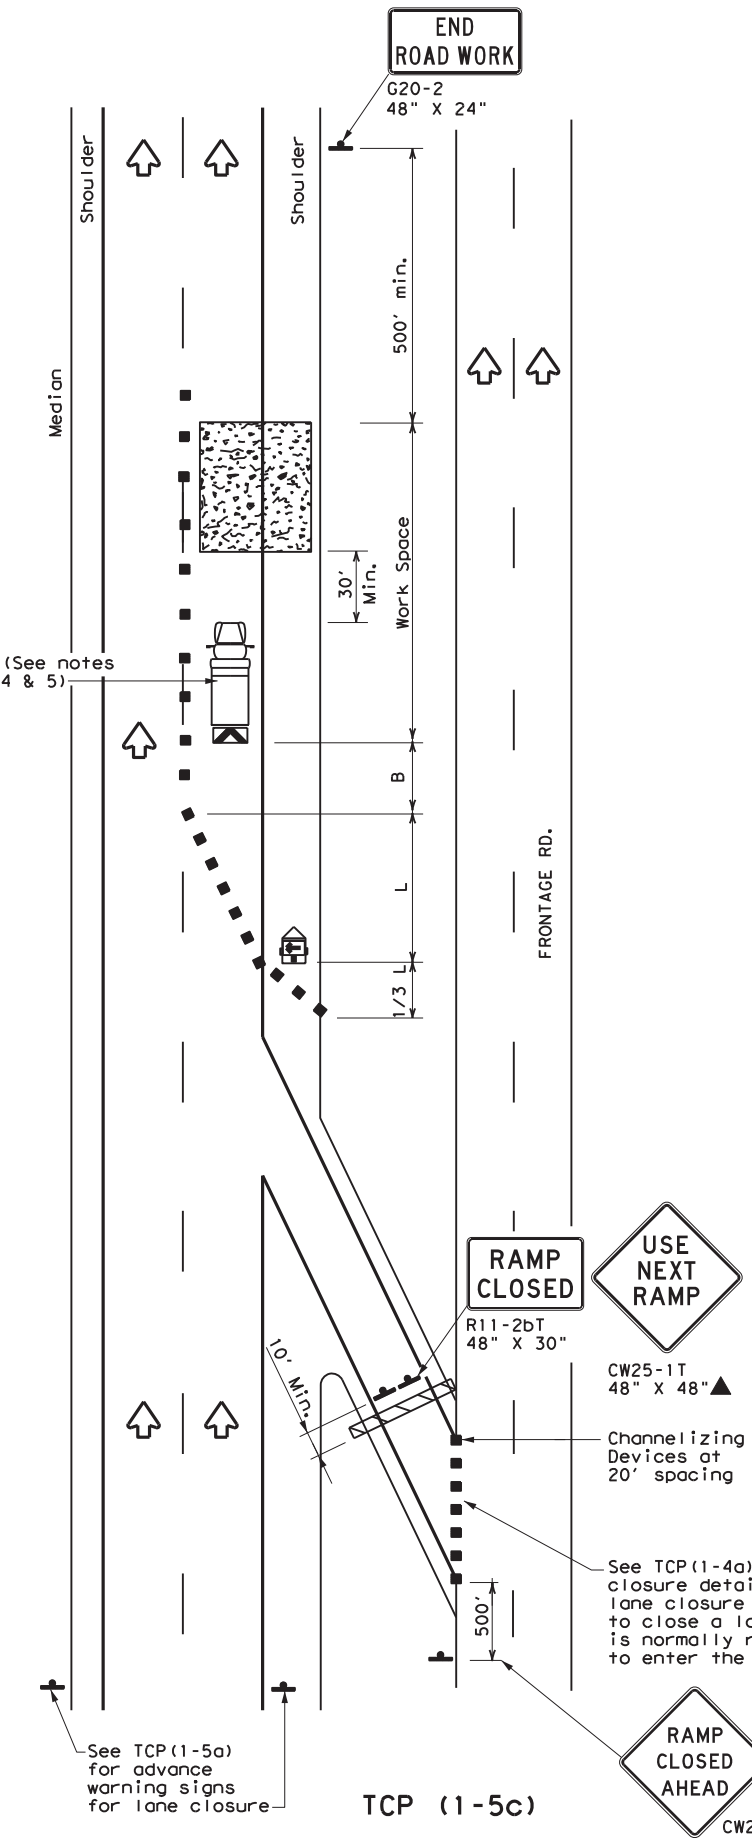 END
ROAD WORK
G20-2
48" X 24"
Shoulder
Shoulder
500' min.
Median
Work Space
30'
Min.
(See notes
4 & 5)
B
L
FRONTAGE RD.
1/3 L
RAMP
CLOSED
R11-2bT
48" X 30"
USE
NEXT
RAMP
CW25-1T
48" X 48"
10' Min.
Channelizing
Devices at
20' spacing
See TCP(1-4a)
closure
lane closure
to close a
is normally
to enter the
500'
RAMP
CLOSED
AHEAD
See TCP(1-5a)
for advance
warning signs
for lane closure
TCP (1-5c)